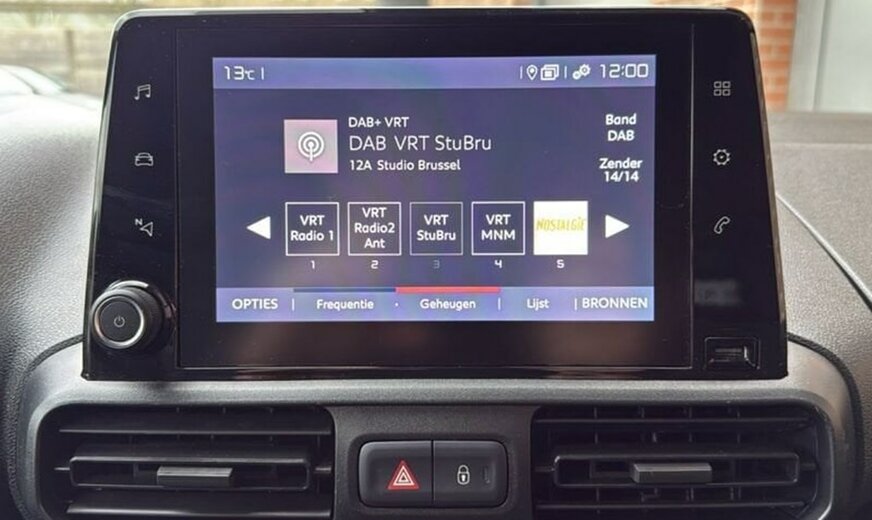 13°C
12:00
DAB+ VRT
DAB VRT StuBru
12A Studio Brussel
Band
DAB
Zender
14/14
VRT
Radio 1
VRT
Radio2
Ant
VRT
StuBru
VRT
MNM
NOSTALGIE
1
2
3
4
5
OPTIES
Frequentie
Geheugen
Lijst
BRONNEN
N